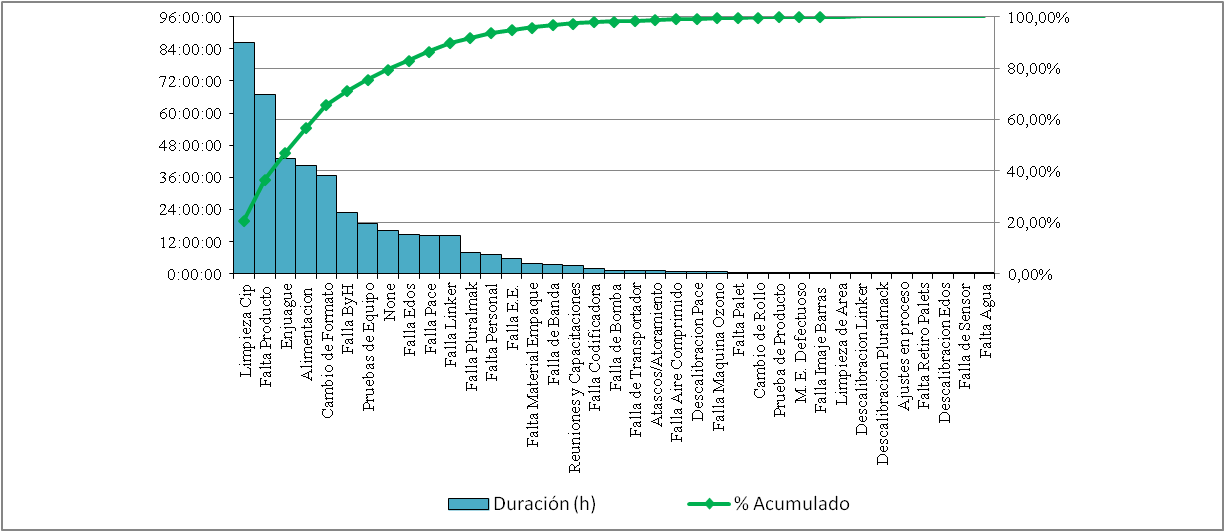 96:00:00
84:00:00
72:00:00
60:00:00
48:00:00
36:00:00
24:00:00
12:00:00
0:00:00
100,00%
80,00%
60,00%
40,00%
20,00%
0,00%
Limpieza Cip
Falta Producto
Enjuague
Alimentacion
Cambio de Formato
Falla ByH
Pruebas de Equipo
None
Falla Edos
Falla Pace
Falla Linker
Falla Pluralmak
Falta Personal
Falla E.E.
Falta Material Empaque
Falla de Banda
Reuniones y Capacitaciones
Falla Codificadora
Falla de Bomba
Falla de Transportador
Atascos/Atoramiento
Falla Aire Comprimido
Descalibracion Pace
Falla Maquina Ozono
Falta Palet
Cambio de Rollo
Prueba de Producto
M. E. Defectuoso
Falla Imaje Barras
Limpieza de Area
Descalibracion Linker
Descalibracion Pluralmack
Ajustes en proceso
Falta Retiro Palets
Descalibracion Edos
Falla de Sensor
Falta Agua
Duración (h)
% Acumulado